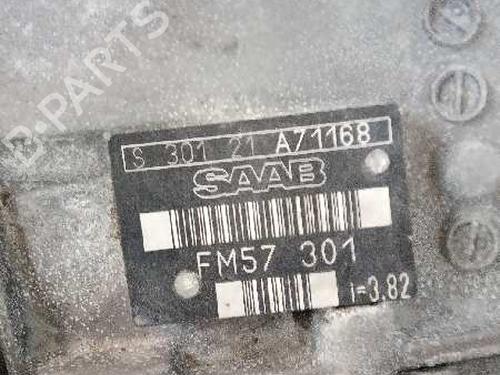 S 301 21 A71168
SAAB
FM57 301
i=3.82
B-PARTS